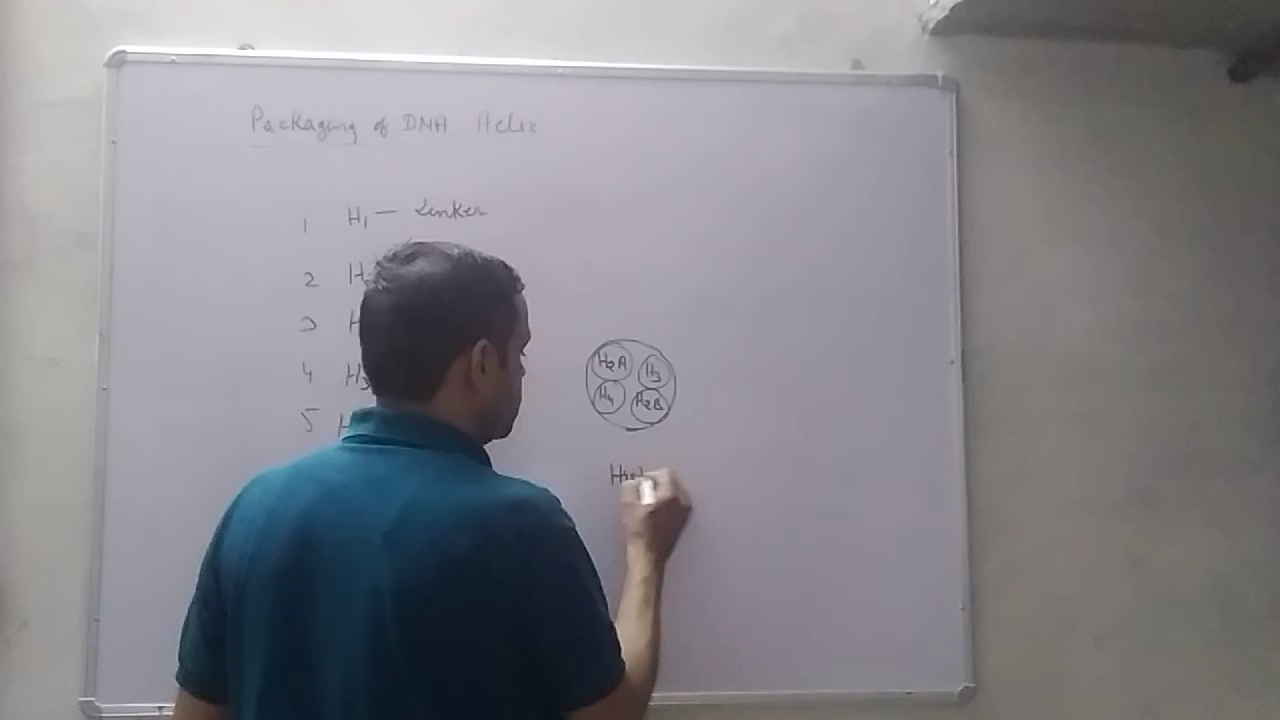 Packaging of DNA Helix
1 H1 — Linker
2 H
3 H
4 H3
5 H
H2A H3
H4 H2B